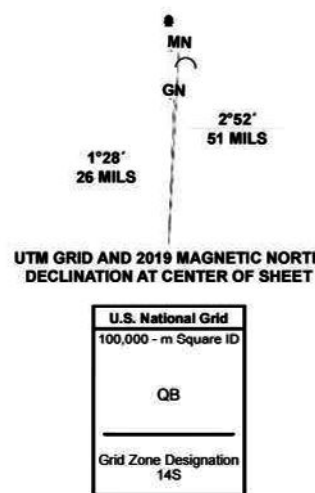 MN
GN
2°52´
51 MILS
1°28´
26 MILS
UTM GRID AND 2019 MAGNETIC NORTH
DECLINATION AT CENTER OF SHEET
U.S. National Grid
100,000 - m Square ID
QB
Grid Zone Designation
14S